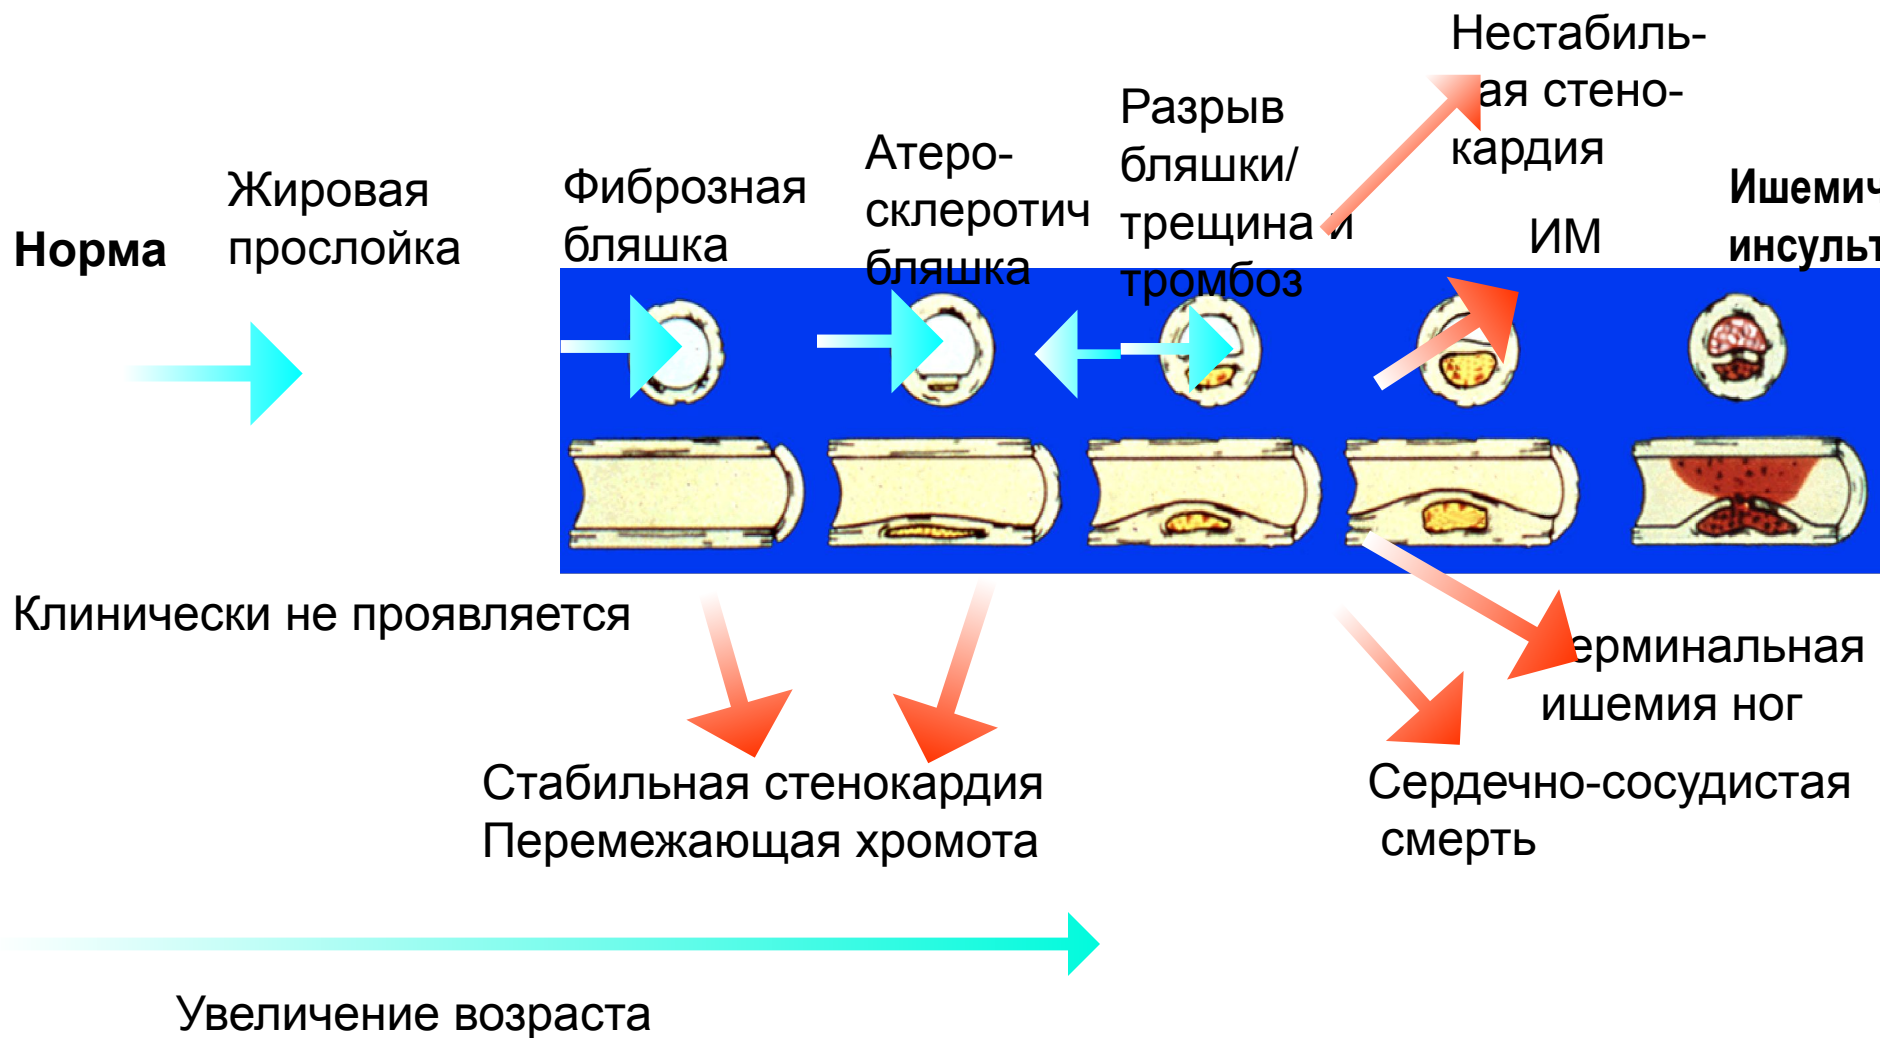 Норма
Жировая
прослойка
Фиброзная
бляшка
Атеро-
склеротич
бляшка
Разрыв
бляшки/
трещина и
тромбоз
Нестабиль-
ая стено-
кардия
ИМ
Ишемич
инсульт
Клинически не проявляется
Стабильная стенокардия
Перемежающая хромота
ерминальная
ишемия ног
Сердечно-сосудистая
смерть
Увеличение возраста